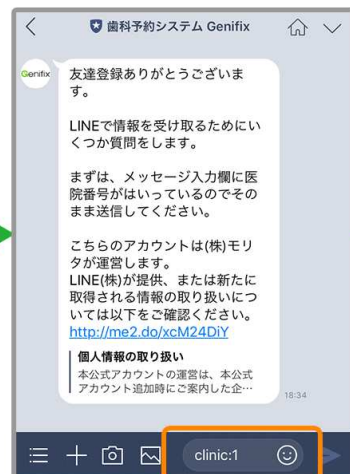 歯科予約システム Genifix
Genifix
友達登録ありがとうございま
す。
LINEで情報を受け取るためにい
くつか質問をします。
まずは、メッセージ入力欄に医
院番号がはいっているのでその
まま送信してください。
こちらのアカウントは(株)モリ
タが運営します。
LINE(株)が提供、または新たに
取得される情報の取り扱いにつ
いては以下をご確認ください。
http://me2.do/xcM24DiY
個人情報の取り扱い
本公式アカウントの運営は、本公式
アカウント追加時にご案内した企…
18:34
clinic:1